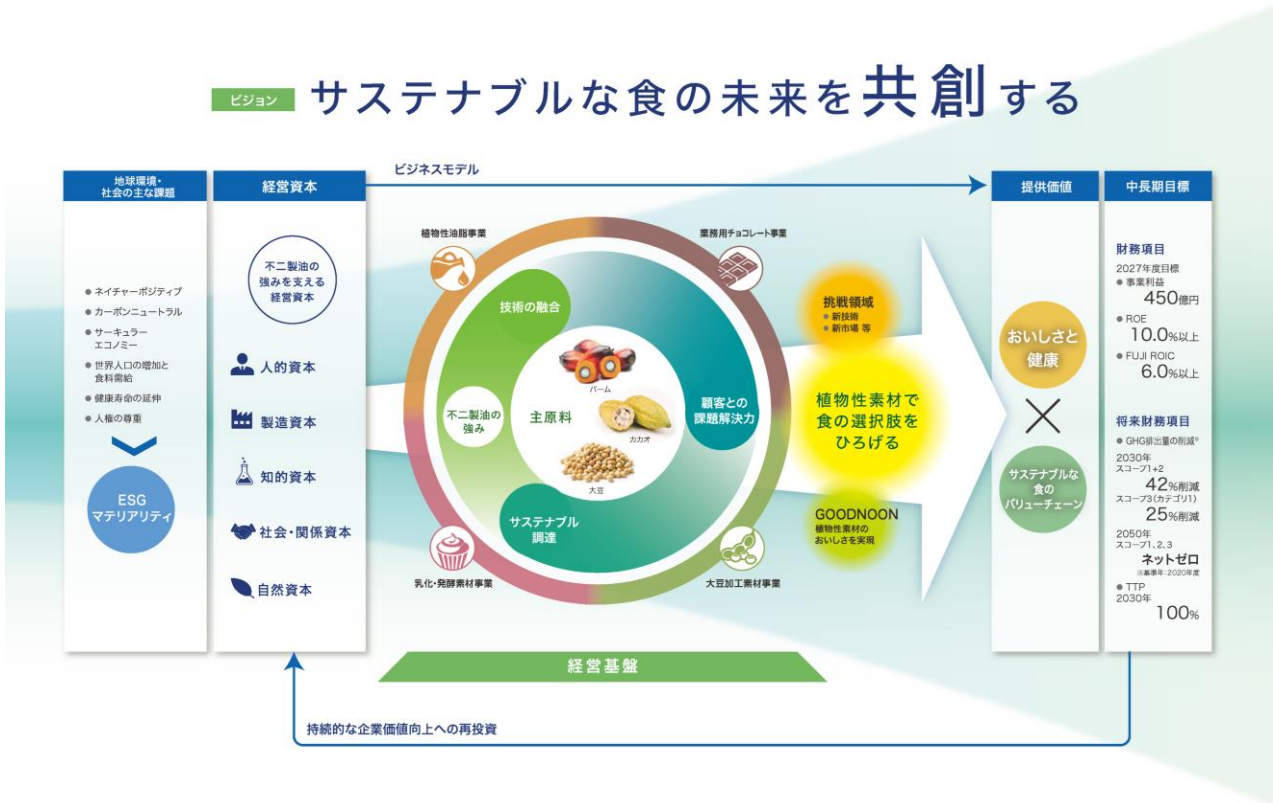 ビジョン サステナブルな食の未来を共創する
ビジネスモデル
地球環境・
社会の主な課題
ネイチャーポジティブ
カーボンニュートラル
サーキュラー
エコノミー
世界人口の増加と
食料需給
健康寿命の延伸
人権の尊重
ESG
マテリアリティ
経営資本
不二製油の
強みを支える
経営資本
人的資本
製造資本
知的資本
社会・関係資本
自然資本
植物性油脂事業
業務用チョコレート事業
技術の融合
不二製油の
強み
主原料
パーム
カカオ
大豆
顧客との
課題解決力
サステナブル
調達
乳化・発酵素材事業
大豆加工素材事業
経営基盤
挑戦領域
新技術
新市場 等
植物性素材で
食の選択肢を
ひろげる
GOODNOON
植物性素材の
おいしさを実現
提供価値
おいしさと
健康
サステナブルな
食の
バリューチェーン
中長期目標
財務項目
2027年度目標
事業利益
450億円
ROE
10.0%以上
FUJI ROIC
6.0%以上
将来財務項目
GHG排出量の削減※
2030年
スコープ1+2
42%削減
スコープ3(カテゴリ1)
25%削減
2050年
スコープ1、2、3
ネットゼロ
※基準年:2020年度
TTP
2030年
100%
持続的な企業価値向上への再投資